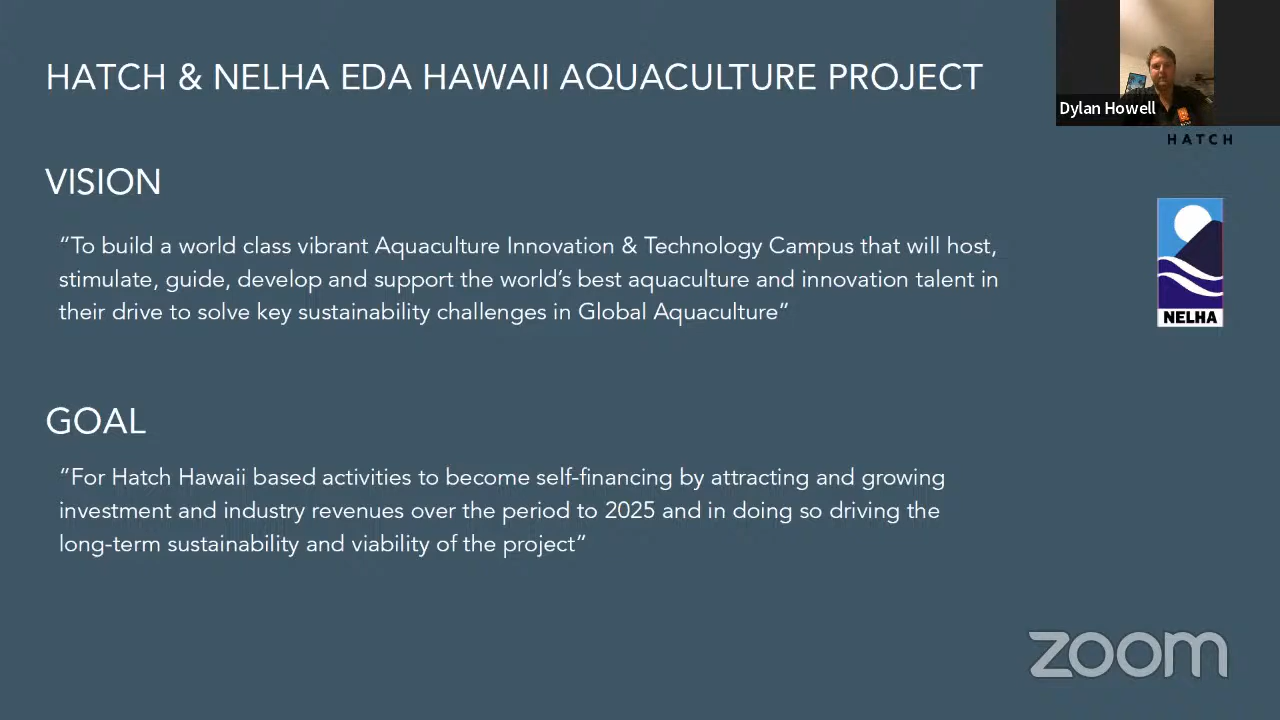 HATCH & NELHA EDA HAWAII AQUACULTURE PROJECT
Dylan Howell
HATCH
VISION
“To build a world class vibrant Aquaculture Innovation & Technology Campus that will host,
stimulate, guide, develop and support the world’s best aquaculture and innovation talent in
their drive to solve key sustainability challenges in Global Aquaculture”
NELHA
GOAL
“For Hatch Hawaii based activities to become self-financing by attracting and growing
investment and industry revenues over the period to 2025 and in doing so driving the
long-term sustainability and viability of the project“
zoom